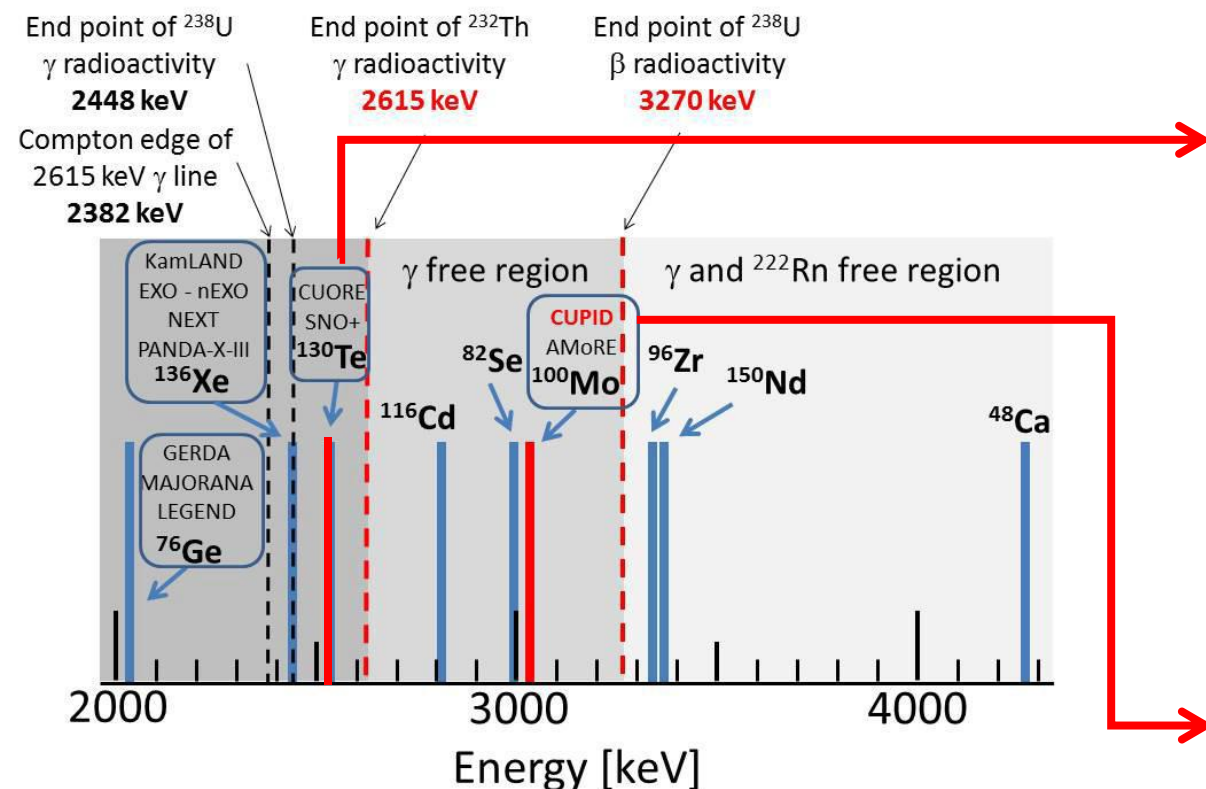 End point of ²³⁸U
γ radioactivity
2448 keV
Compton edge of
2615 keV γ line
2382 keV
End point of ²³²Th
γ radioactivity
2615 keV
End point of ²³⁸U
β radioactivity
3270 keV
KamLAND
EXO - nEXO
NEXT
PANDA-X-III
¹³⁶Xe
CUORE
SNO+
¹³⁰Te
γ free region
γ and ²²²Rn free region
CUPID
AMoRE
¹⁰⁰Mo
⁸²Se
⁹⁶Zr
¹⁵⁰Nd
¹¹⁶Cd
⁴⁸Ca
GERDA
MAJORANA
LEGEND
⁷⁶Ge
2000
3000
4000
Energy [keV]